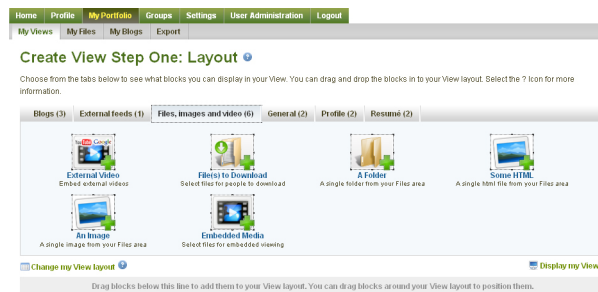 Home Profile My Portfolio Groups Settings User Administration Logout
My Views My Files My Blogs Export
Create View Step One: Layout
Choose from the tabs below to see what blocks you can display in your View. You can drag and drop the blocks in to your View layout. Select the ? Icon for more
information.
Blogs (3) External feeds (1) Files, images and video (6) General (2) Profile (2) Resumé (2)
External Video File(s) to Download A Folder Some HTML
Embed external videos Select files for people to download A single folder from your Files area A single html file from your Files area
An Image Embedded Media
A single image from your Files area Select files for embedded viewing
Change my View layout Display my View
Drag blocks below this line to add them to your View layout. You can drag blocks around your View layout to position them.